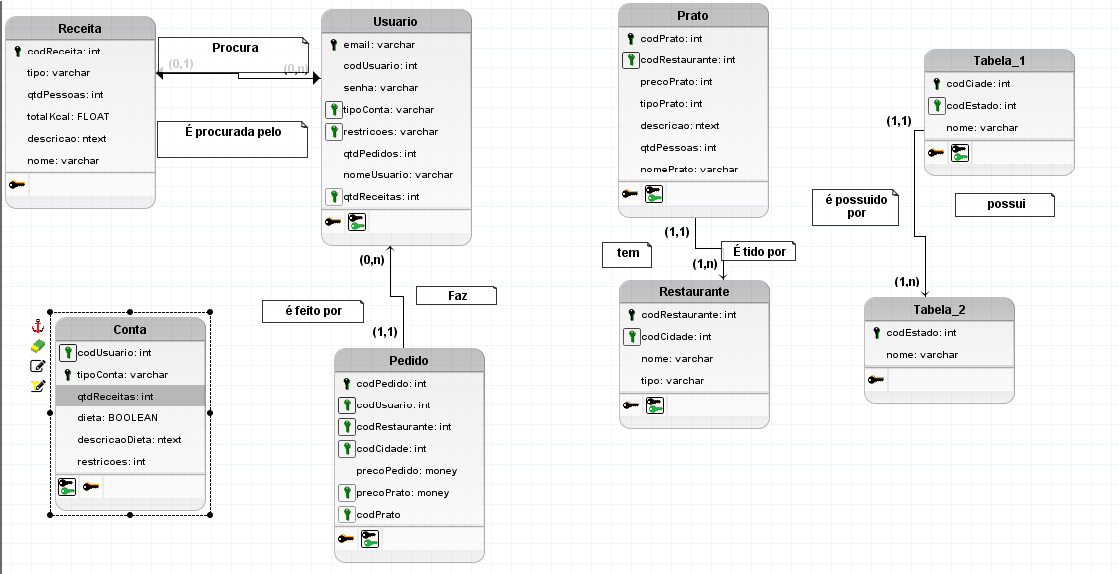 Receita
codReceita: int
tipo: varchar
qtdPessoas: int
totalKcal: FLOAT
descricao: ntext
nome: varchar
Procura
(0,1)
(0,n)
É procurada pelo
Usuario
email: varchar
codUsuario: int
senha: varchar
tipoConta: varchar
restricoes: varchar
qtdPedidos: int
nomeUsuario: varchar
qtdReceitas: int
(0,n)
é feito por
Faz
(1,1)
Conta
codUsuario: int
tipoConta: varchar
qtdReceitas: int
dieta: BOOLEAN
descricaoDieta: ntext
restricoes: int
Pedido
codPedido: int
codUsuario: int
codRestaurante: int
codCidade: int
precoPedido: money
precoPrato: money
codPrato
Prato
codPrato: int
codRestaurante: int
precoPrato: int
tipoPrato: int
descricao: ntext
qtdPessoas: int
nomePrato: varchar
(1,1)
tem
É tido por
(1,n)
Restaurante
codRestaurante: int
codCidade: int
nome: varchar
tipo: varchar
Tabela_1
codCiade: int
codEstado: int
nome: varchar
(1,1)
é possuido
por
possui
(1,n)
Tabela_2
codEstado: int
nome: varchar